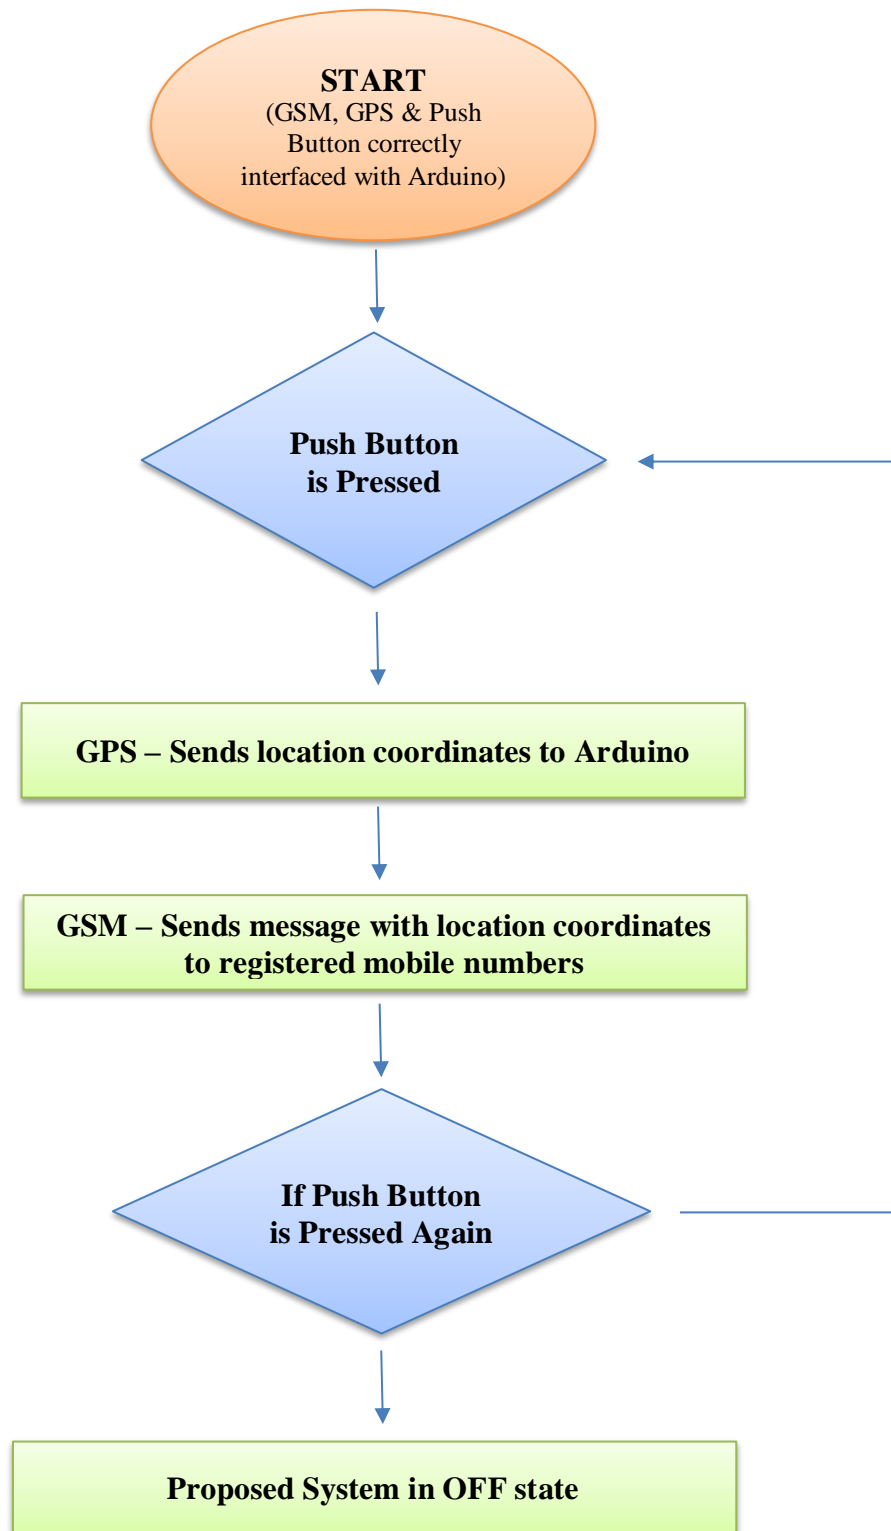 START
(GSM, GPS & Push
Button correctly
interfaced with Arduino)
Push Button
is Pressed
GPS – Sends location coordinates to Arduino
GSM – Sends message with location coordinates
to registered mobile numbers
If Push Button
is Pressed Again
Proposed System in OFF state